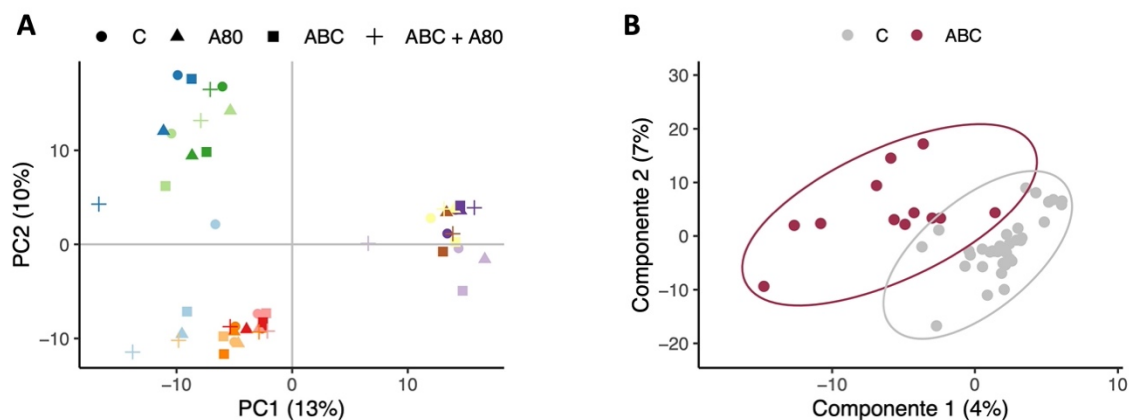 A
C A80 ABC ABC + A80
PC2 (10%)
10
0
−10
−10 0 10
PC1 (13%)
B
C ABC
Componente 2 (7%)
30
20
10
0
−10
−20
−10 0 10
Componente 1 (4%)